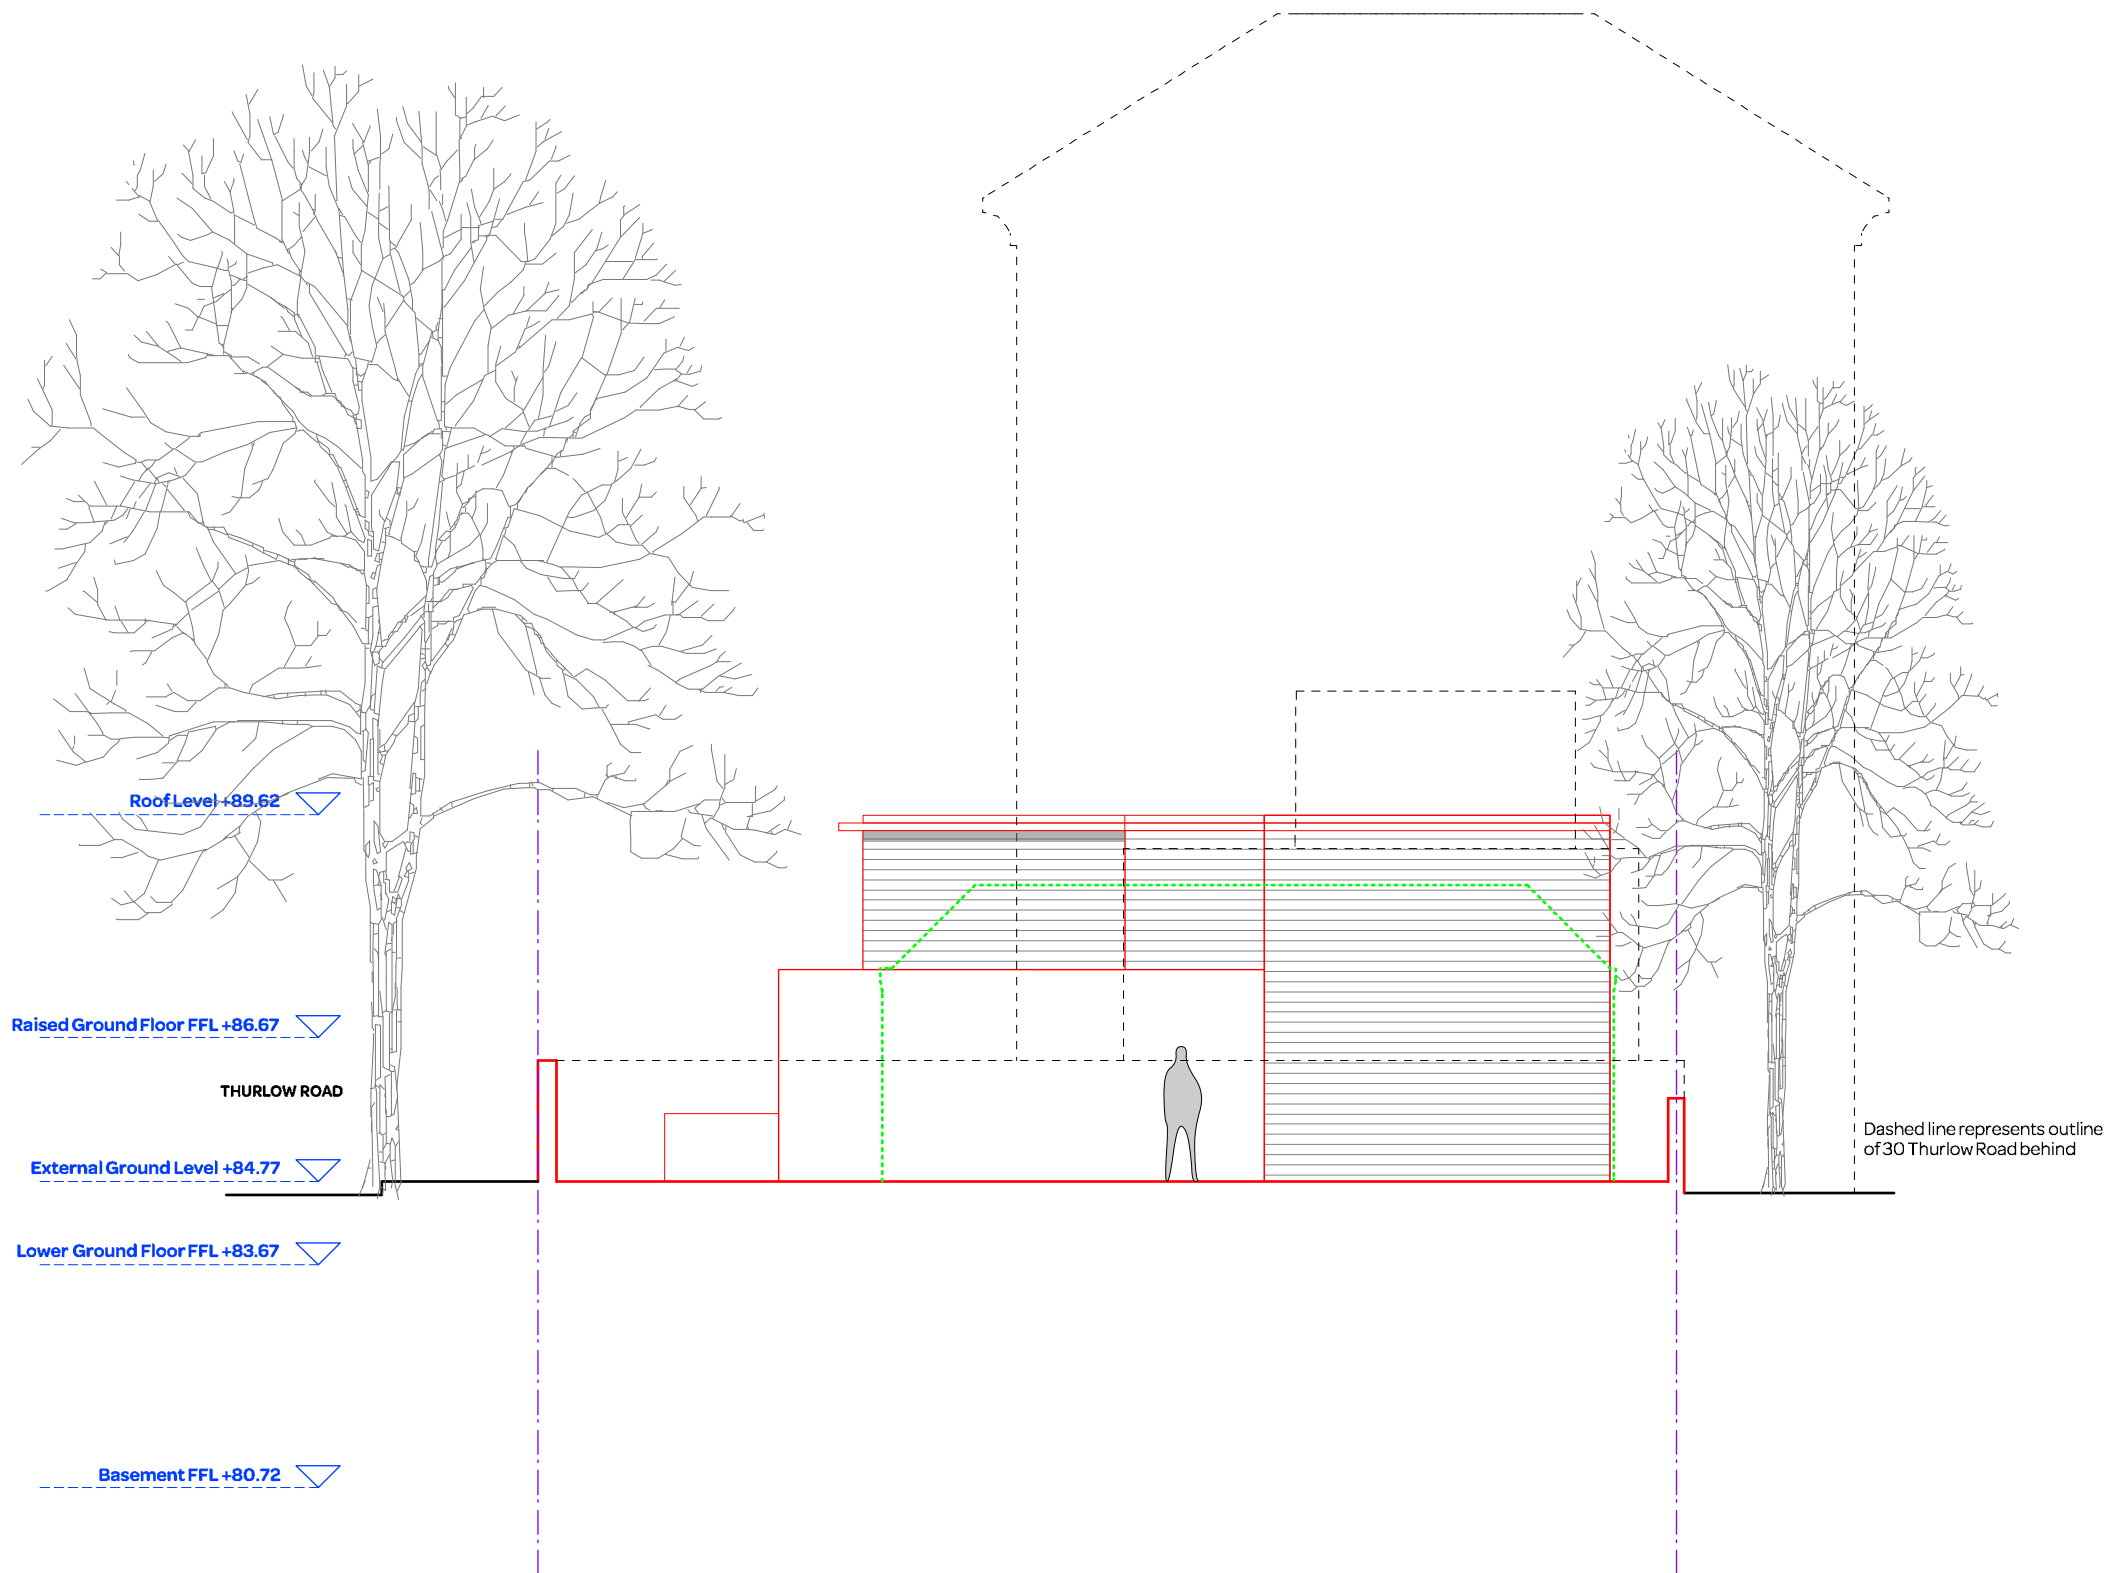 Roof Level +89.62
Raised Ground Floor FFL +86.67
THURLOW ROAD
Dashed line represents outline
of 30 Thurlow Road behind
External Ground Level +84.77
Lower Ground Floor FFL +83.67
Basement FFL +80.72